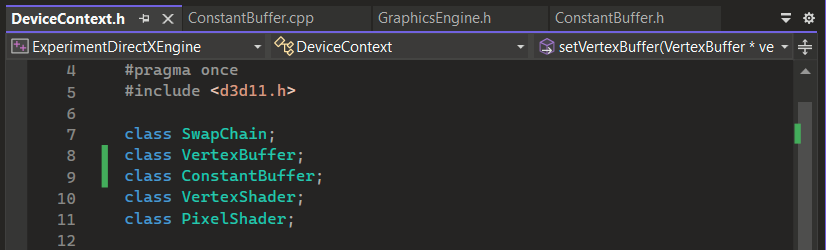 DeviceContext.h ConstantBuffer.cpp GraphicsEngine.h ConstantBuffer.h
ExperimentDirectXEngine DeviceContext setVertexBuffer(VertexBuffer * ve
4 #pragma once
5 #include <d3d11.h>
6
7 class SwapChain;
8 class VertexBuffer;
9 class ConstantBuffer;
10 class VertexShader;
11 class PixelShader;
12